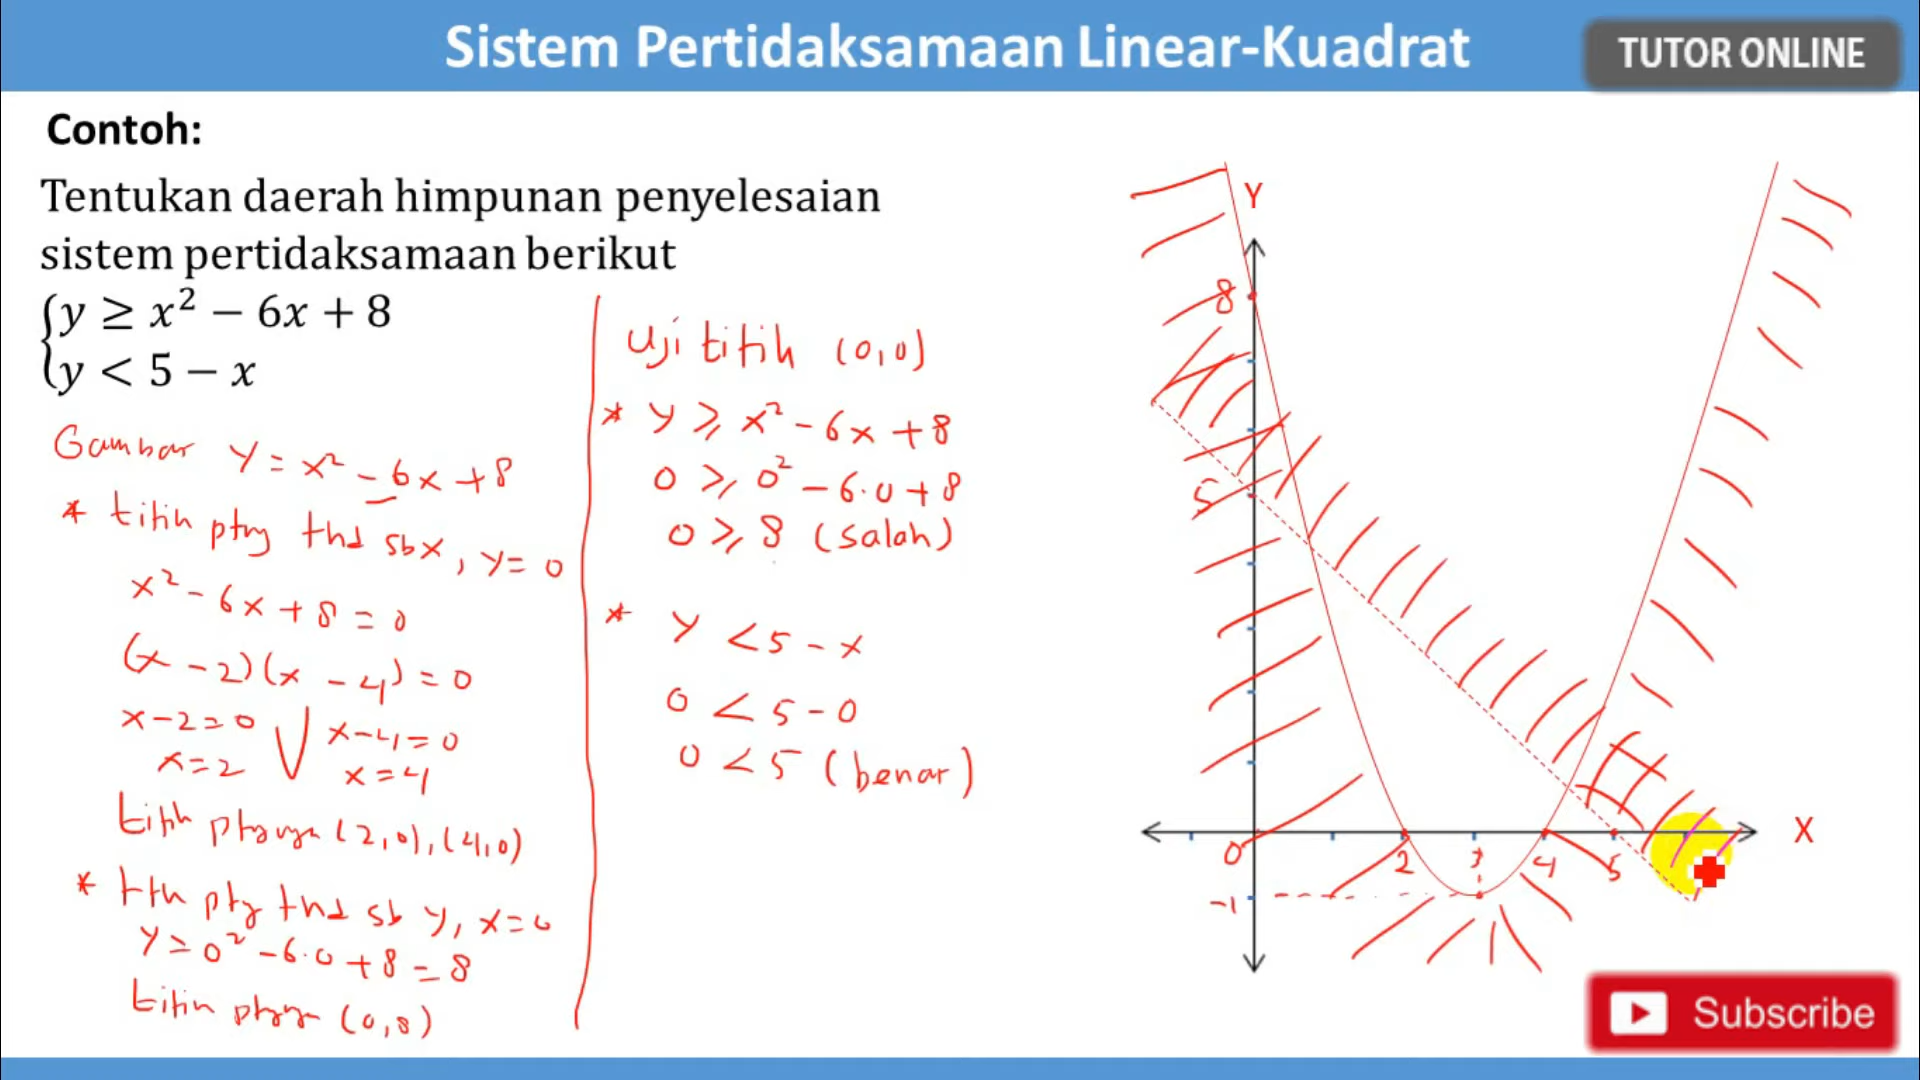 Sistem Pertidaksamaan Linear-Kuadrat
TUTOR ONLINE
Contoh:
Tentukan daerah himpunan penyelesaian
sistem pertidaksamaan berikut
y ≥ x² − 6x + 8
y < 5 − x
Gambar y = x² − 6x + 8
* titik ptg thd sb x, y = 0
x² − 6x + 8 = 0
(x − 2)(x − 4) = 0
x − 2 = 0 V x − 4 = 0
x = 2 x = 4
titik ptgnya (2,0), (4,0)
* ttk ptg thd sb y, x = 0
y = 0² − 6·0 + 8 = 8
titik ptgnya (0,8)
Uji titik (0,0)
* y ≥ x² − 6x + 8
0 ≥ 0² − 6·0 + 8
0 ≥ 8 (salah)
* y < 5 − x
0 < 5 − 0
0 < 5 (benar)
Y
8
5
0 2 3 4 5
X
−1
Subscribe